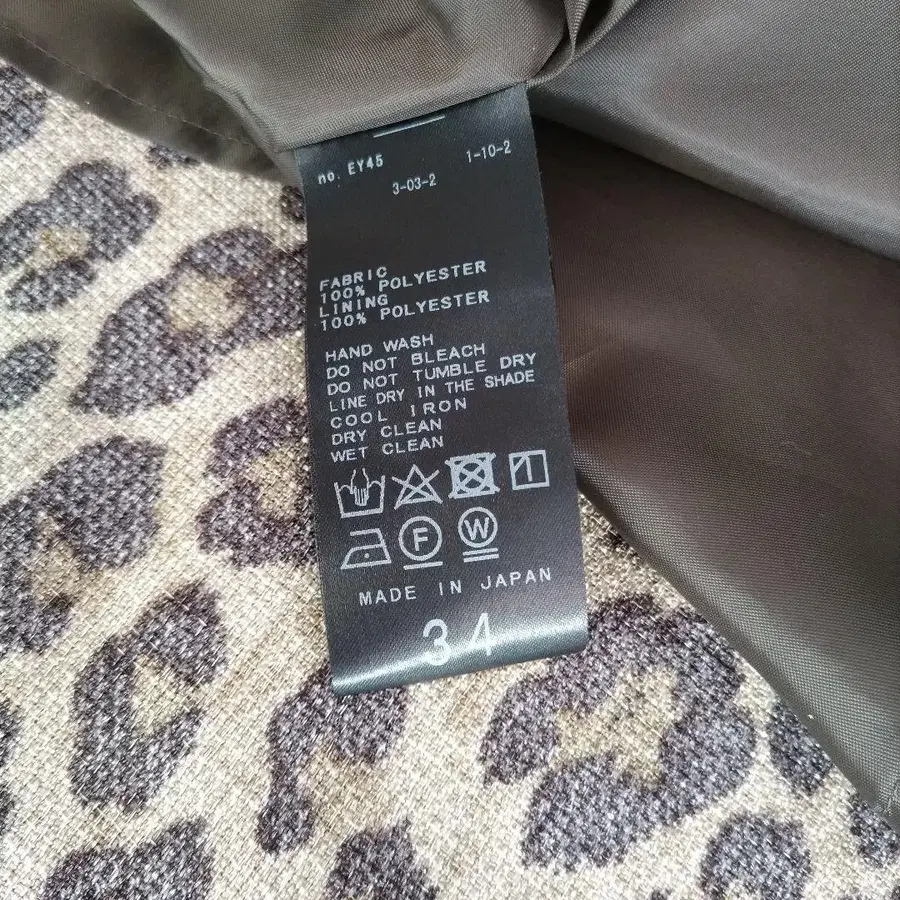 no. EY45 1-10-2
3-03-2
FABRIC
100% POLYESTER
LINING
100% POLYESTER
HAND WASH
DO NOT BLEACH
DO NOT TUMBLE DRY
LINE DRY IN THE SHADE
COOL IRON
DRY CLEAN
WET CLEAN
F W
MADE IN JAPAN
34